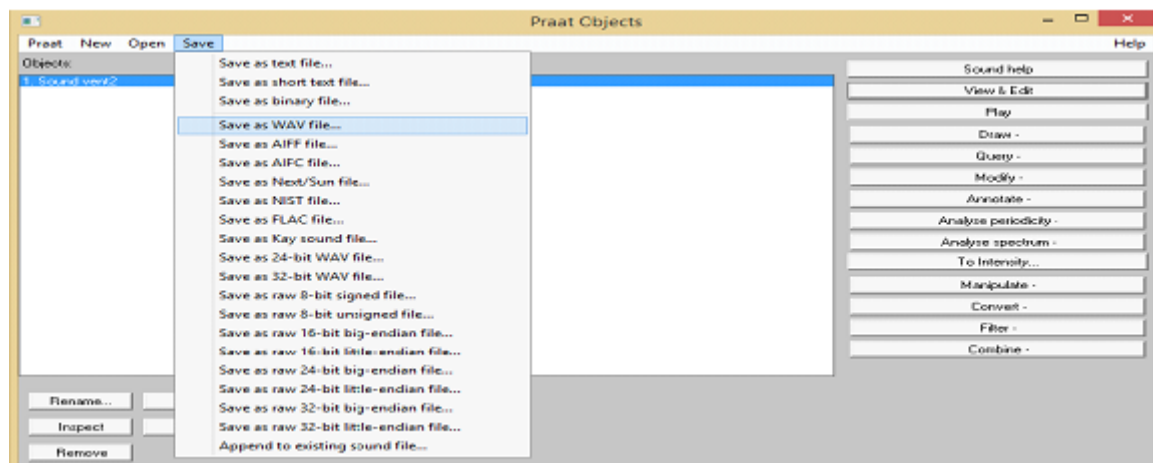 Praat Objects
Praat New Open Save Help
Objects:
1. Sound vent2
Save as text file...
Save as short text file...
Save as binary file...
Save as WAV file...
Save as AIFF file...
Save as AIFC file...
Save as Next/Sun file...
Save as NIST file...
Save as FLAC file...
Save as Kay sound file...
Save as 24-bit WAV file...
Save as 32-bit WAV file...
Save as raw 8-bit signed file...
Save as raw 8-bit unsigned file...
Save as raw 16-bit big-endian file...
Save as raw 16-bit little-endian file...
Save as raw 24-bit big-endian file...
Save as raw 24-bit little-endian file...
Save as raw 32-bit big-endian file...
Save as raw 32-bit little-endian file...
Append to existing sound file...
Sound help
View & Edit
Play
Draw -
Query -
Modify -
Annotate -
Analyse periodicity -
Analyse spectrum -
To Intensity...
Manipulate -
Convert -
Filter -
Combine -
Rename...
Inspect
Remove